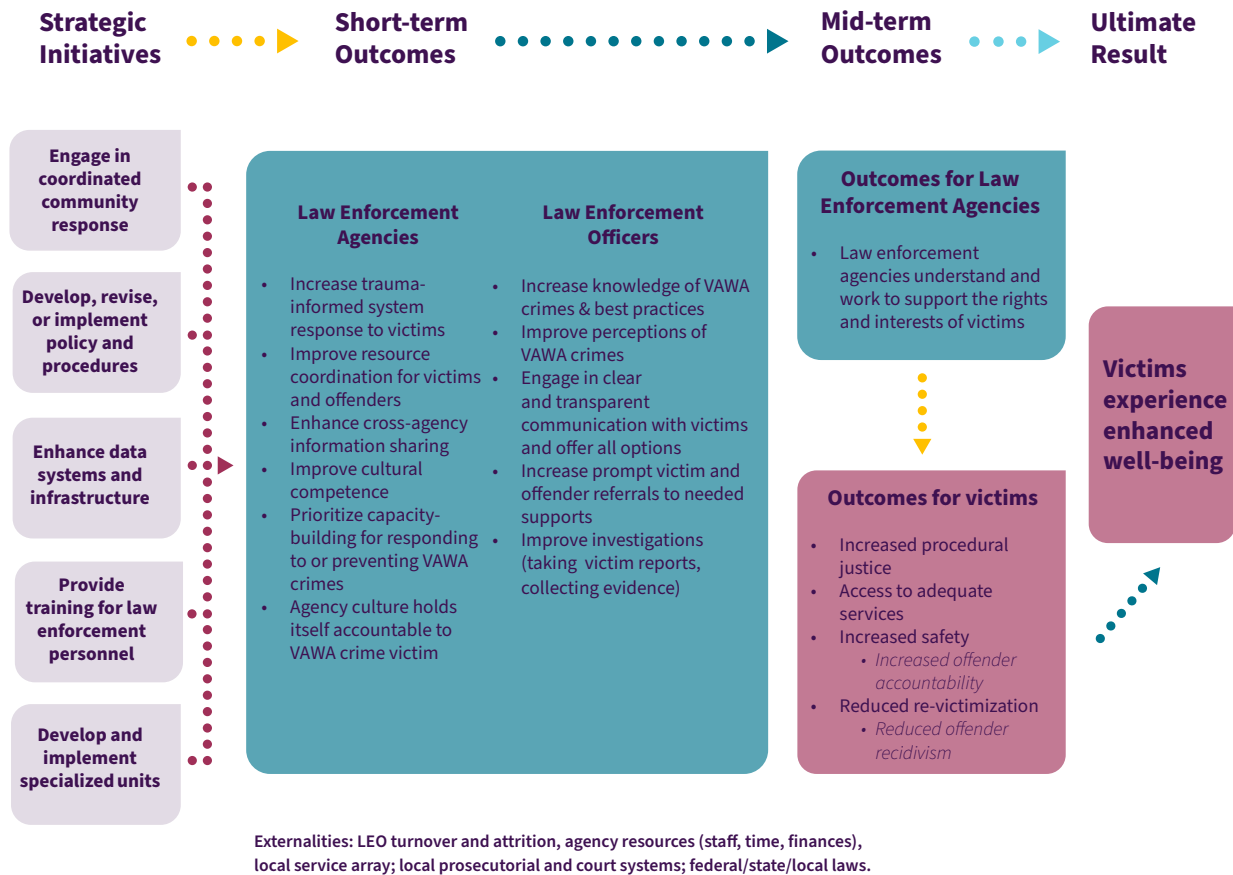 Strategic
Initiatives
Short-term
Outcomes
Mid-term
Outcomes
Ultimate
Result
Engage in
coordinated
community
response
Develop, revise,
or implement
policy and
procedures
Enhance data
systems and
infrastructure
Provide
training for law
enforcement
personnel
Develop and
implement
specialized units
Law Enforcement
Agencies
• Increase trauma-
informed system
response to victims
• Improve resource
coordination for victims
and offenders
• Enhance cross-agency
information sharing
• Improve cultural
competence
• Prioritize capacity-
building for responding
to or preventing VAWA
crimes
• Agency culture holds
itself accountable to
VAWA crime victim
Law Enforcement
Officers
• Increase knowledge of VAWA
crimes & best practices
• Improve perceptions of
VAWA crimes
• Engage in clear
and transparent
communication with victims
and offer all options
• Increase prompt victim and
offender referrals to needed
supports
• Improve investigations
(taking victim reports,
collecting evidence)
Outcomes for Law
Enforcement Agencies
• Law enforcement
agencies understand and
work to support the rights
and interests of victims
Outcomes for victims
• Increased procedural
justice
• Access to adequate
services
• Increased safety
• Increased offender
accountability
• Reduced re-victimization
• Reduced offender
recidivism
Victims
experience
enhanced
well-being
Externalities: LEO turnover and attrition, agency resources (staff, time, finances),
local service array; local prosecutorial and court systems; federal/state/local laws.